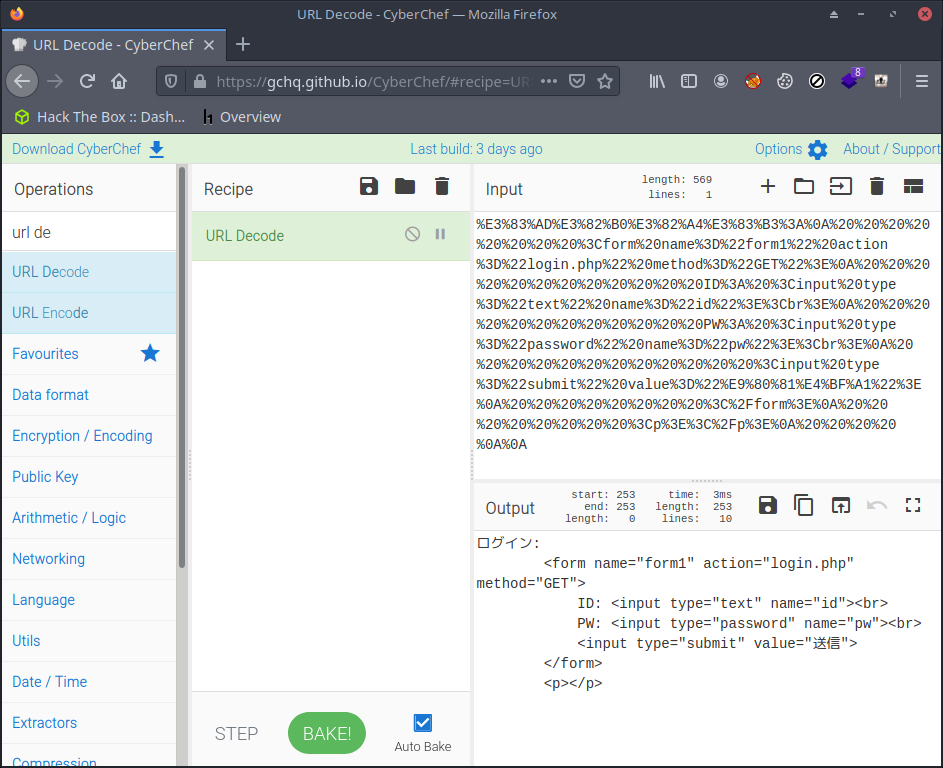 URL Decode - CyberChef — Mozilla Firefox
URL Decode - CyberChef
https://gchq.github.io/CyberChef/#recipe=UR
8
Hack The Box :: Dash...
Overview
Download CyberChef
Last build: 3 days ago
Options
About / Support
Operations
url de
URL Decode
URL Encode
Favourites
Data format
Encryption / Encoding
Public Key
Arithmetic / Logic
Networking
Language
Utils
Date / Time
Extractors
Compression
Recipe
URL Decode
STEP
BAKE!
Auto Bake
Input
length: 569
lines: 1
%E3%83%AD%E3%82%B0%E3%82%A4%E3%83%B3%3A%0A%20%20%20%20
%20%20%20%20%3Cform%20name%3D%22form1%22%20action
%3D%22login.php%22%20method%3D%22GET%22%3E%0A%20%20%20
%20%20%20%20%20%20%20%20%20ID%3A%20%3Cinput%20type
%3D%22text%22%20name%3D%22id%22%3E%3Cbr%3E%0A%20%20%20
%20%20%20%20%20%20%20%20%20PW%3A%20%3Cinput%20type
%3D%22password%22%20name%3D%22pw%22%3E%3Cbr%3E%0A%20
%20%20%20%20%20%20%20%20%20%20%20%3Cinput%20type
%3D%22submit%22%20value%3D%22%E9%80%81%E4%BF%A1%22%3E
%0A%20%20%20%20%20%20%20%20%3C%2Fform%3E%0A%20%20
%20%20%20%20%20%20%3Cp%3E%3C%2Fp%3E%0A%20%20%20%20
%0A%0A
Output
start: 253
end: 253
length: 0
time: 3ms
length: 253
lines: 10
ログイン:
<form name="form1" action="login.php"
method="GET">
ID: <input type="text" name="id"><br>
PW: <input type="password" name="pw"><br>
<input type="submit" value="送信">
</form>
<p></p>